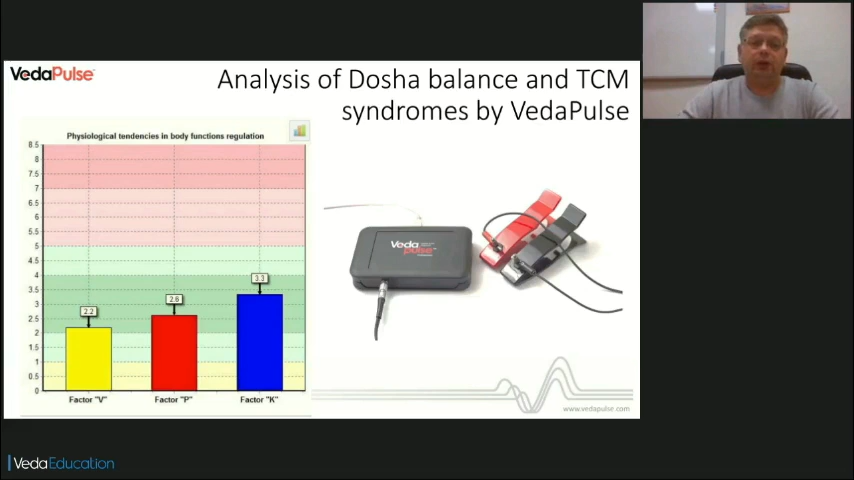 VedaPulse
Analysis of Dosha balance and TCM
syndromes by VedaPulse
Physiological tendencies in body functions regulation
8.5
8
7.5
7
6.5
6
5.5
5
4.5
4
3.5
3
2.5
2
1.5
1
0.5
0
2.2
2.6
3.3
Factor "V"
Factor "P"
Factor "K"
Veda
pulse
www.vedapulse.com
VedaEducation